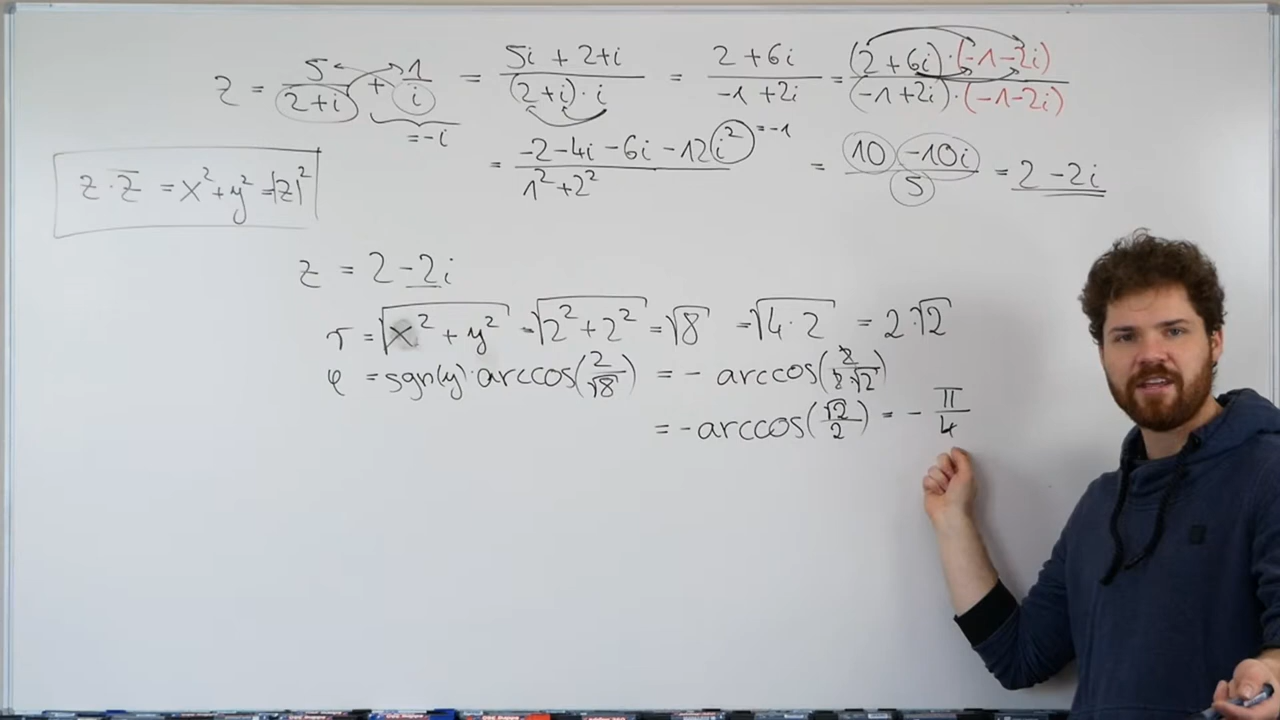 z = 5/(2+i) + 1/i = (5i + 2+i)/((2+i)·i) = (2+6i)/(-1+2i) = ((2+6i)·(-1-2i))/((-1+2i)·(-1-2i))
=-i
= (-2-4i-6i-12i²)/(1²+2²) = (10-10i)/5 = 2-2i
=-1
z·z̅ = x²+y² = |z|²
z = 2-2i
r = √(x²+y²) = √(2²+2²) = √8 = √(4·2) = 2·√2
φ = sgn(y)·arccos(2/√8) = - arccos(2/(2·√2))
= -arccos(√2/2) = - π/4